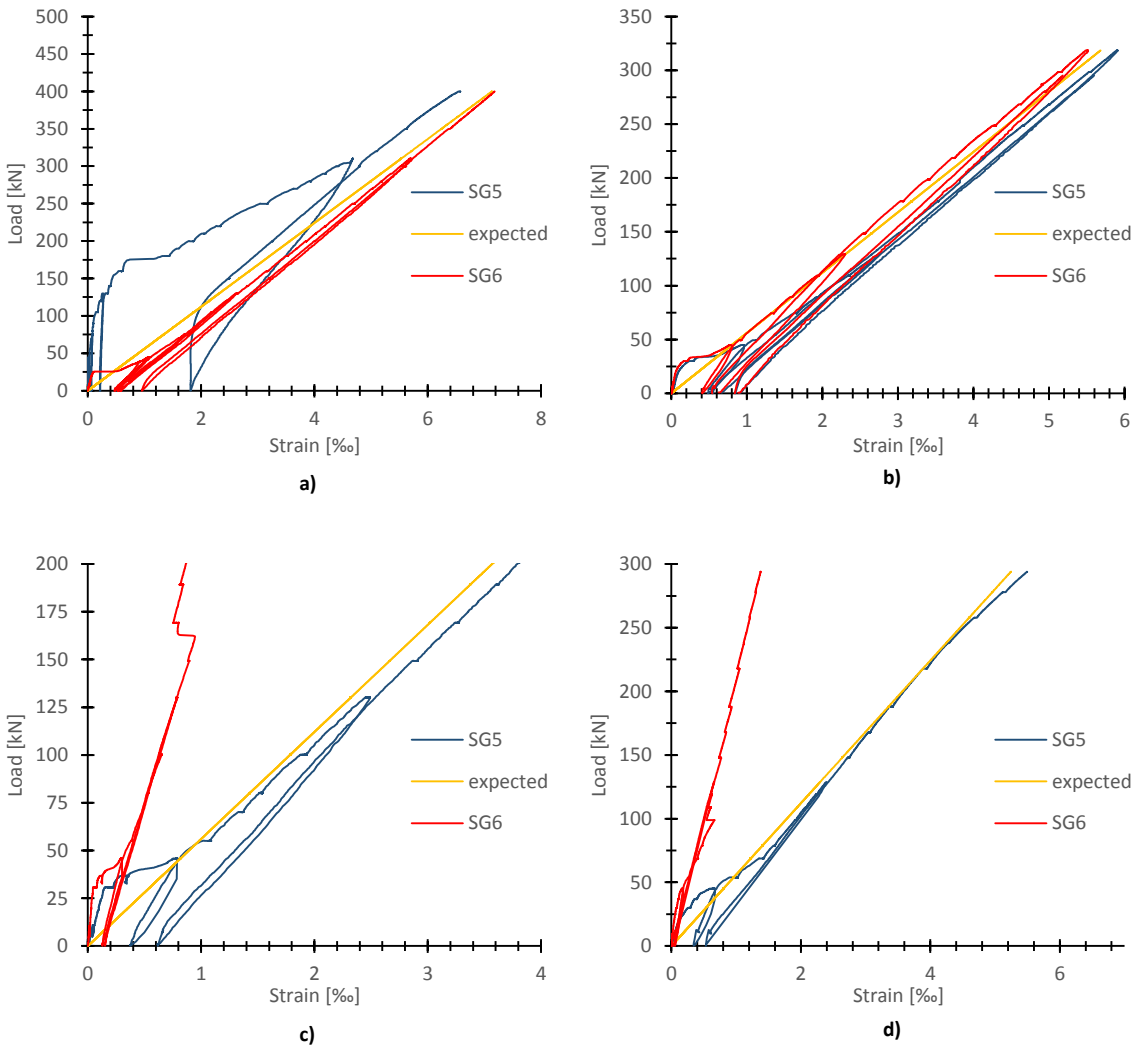 500
450
400
350
300
250
200
150
100
50
0
Load [kN]
0 2 4 6 8
Strain [‰]
SG5
expected
SG6
a)
350
300
250
200
150
100
50
0
Load [kN]
0 1 2 3 4 5 6
Strain [‰]
SG5
expected
SG6
b)
200
175
150
125
100
75
50
25
0
Load [kN]
0 1 2 3 4
Strain [‰]
SG5
expected
SG6
c)
300
250
200
150
100
50
0
Load [kN]
0 2 4 6
Strain [‰]
SG5
expected
SG6
d)